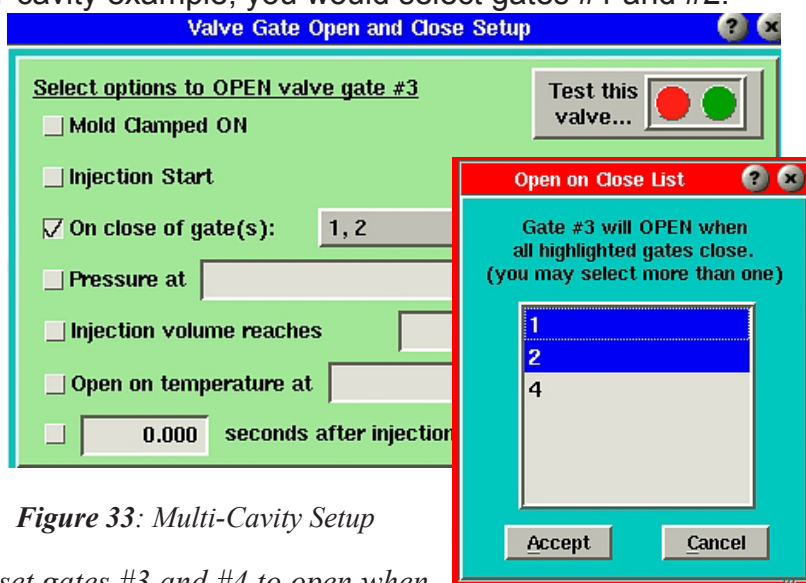 cavity example, you would select gates #1 and #2.
Valve Gate Open and Close Setup
Select options to OPEN valve gate #3
Test this
valve...
Mold Clamped ON
Injection Start
On close of gate(s): 1, 2
Pressure at
Injection volume reaches
Open on temperature at
0.000 seconds after injection
Open on Close List
Gate #3 will OPEN when
all highlighted gates close.
(you may select more than one)
1
2
4
Accept Cancel
Figure 33: Multi-Cavity Setup
set gates #3 and #4 to open when